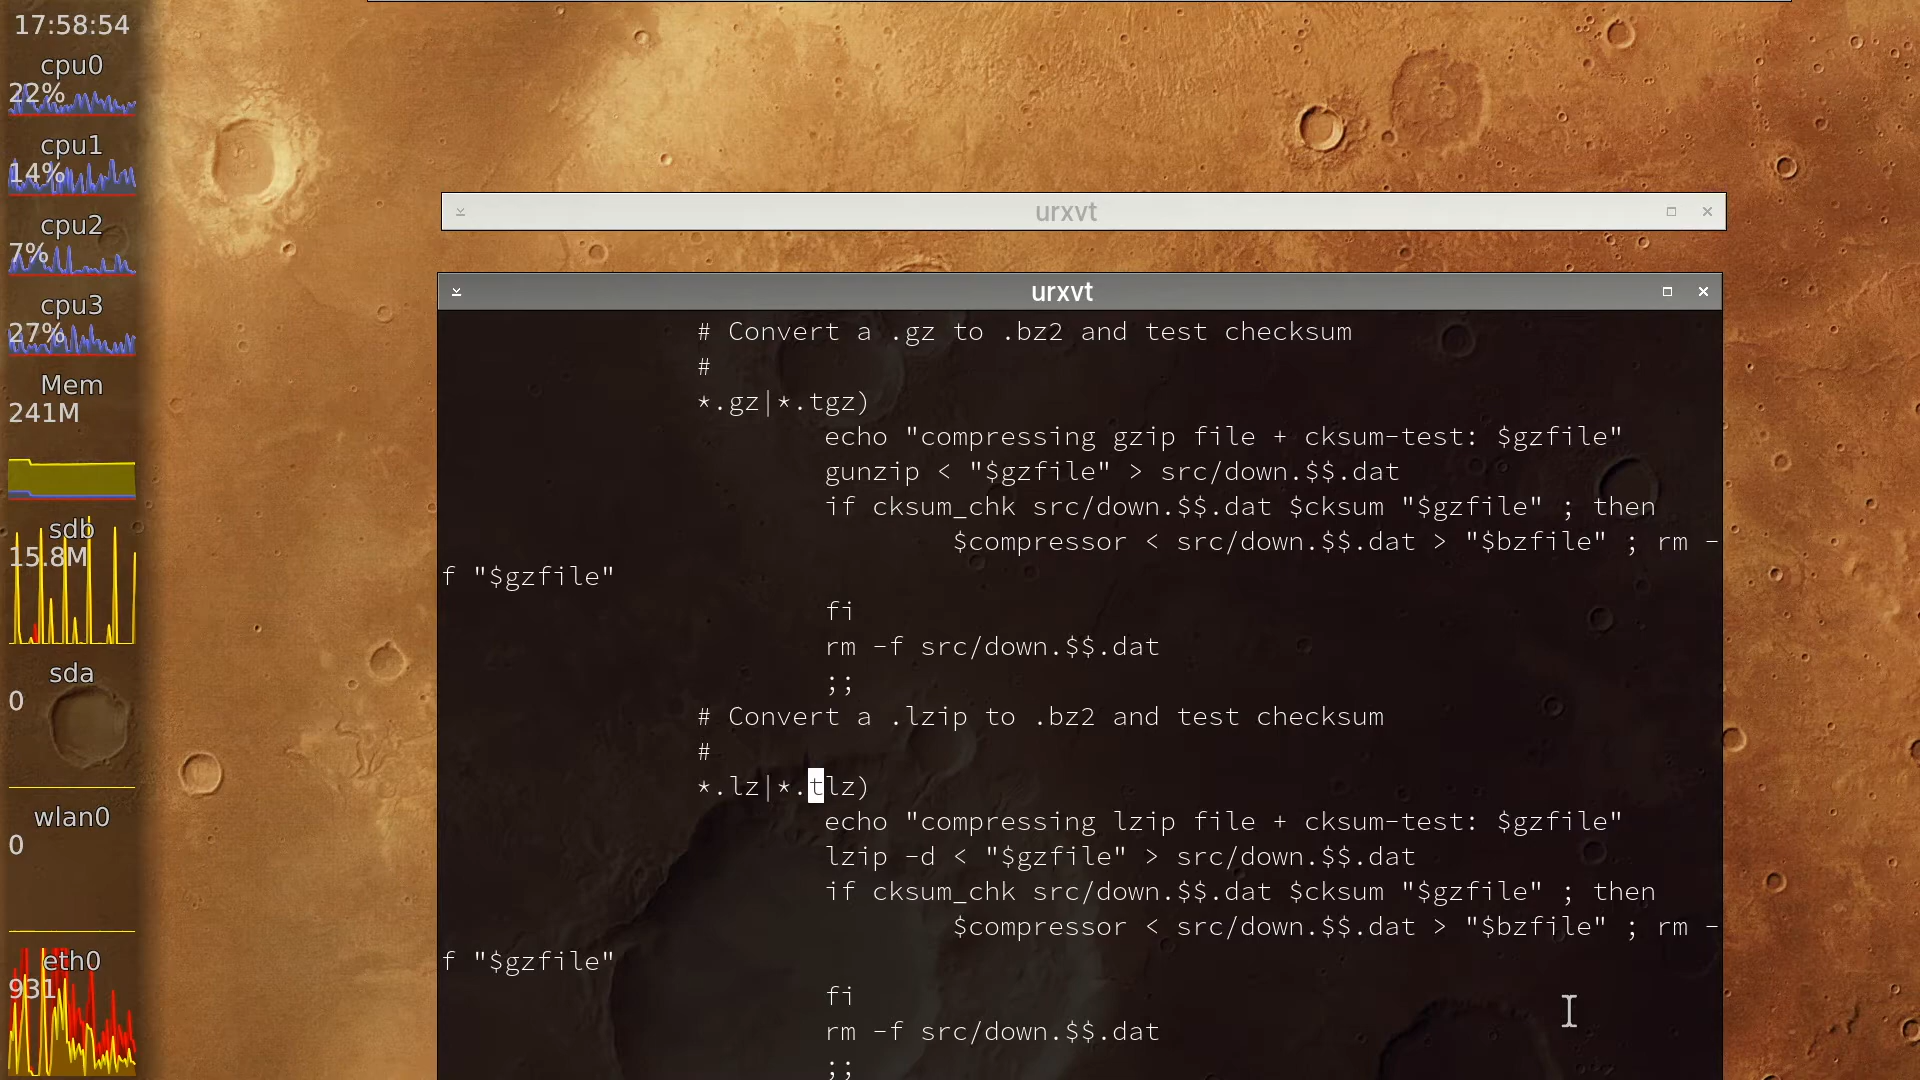 17:58:54
cpu0
22%
cpu1
14%
cpu2
7%
cpu3
27%
Mem
241M
sdb
15.8M
sda
0
wlan0
0
eth0
931
urxvt
urxvt
# Convert a .gz to .bz2 and test checksum
#
*.gz|*.tgz)
echo "compressing gzip file + cksum-test: $gzfile"
gunzip < "$gzfile" > src/down.$$.dat
if cksum_chk src/down.$$.dat $cksum "$gzfile" ; then
$compressor < src/down.$$.dat > "$bzfile" ; rm -
f "$gzfile"
fi
rm -f src/down.$$.dat
;;
# Convert a .lzip to .bz2 and test checksum
#
*.lz|*.tlz)
echo "compressing lzip file + cksum-test: $gzfile"
lzip -d < "$gzfile" > src/down.$$.dat
if cksum_chk src/down.$$.dat $cksum "$gzfile" ; then
$compressor < src/down.$$.dat > "$bzfile" ; rm -
f "$gzfile"
fi
rm -f src/down.$$.dat
;;